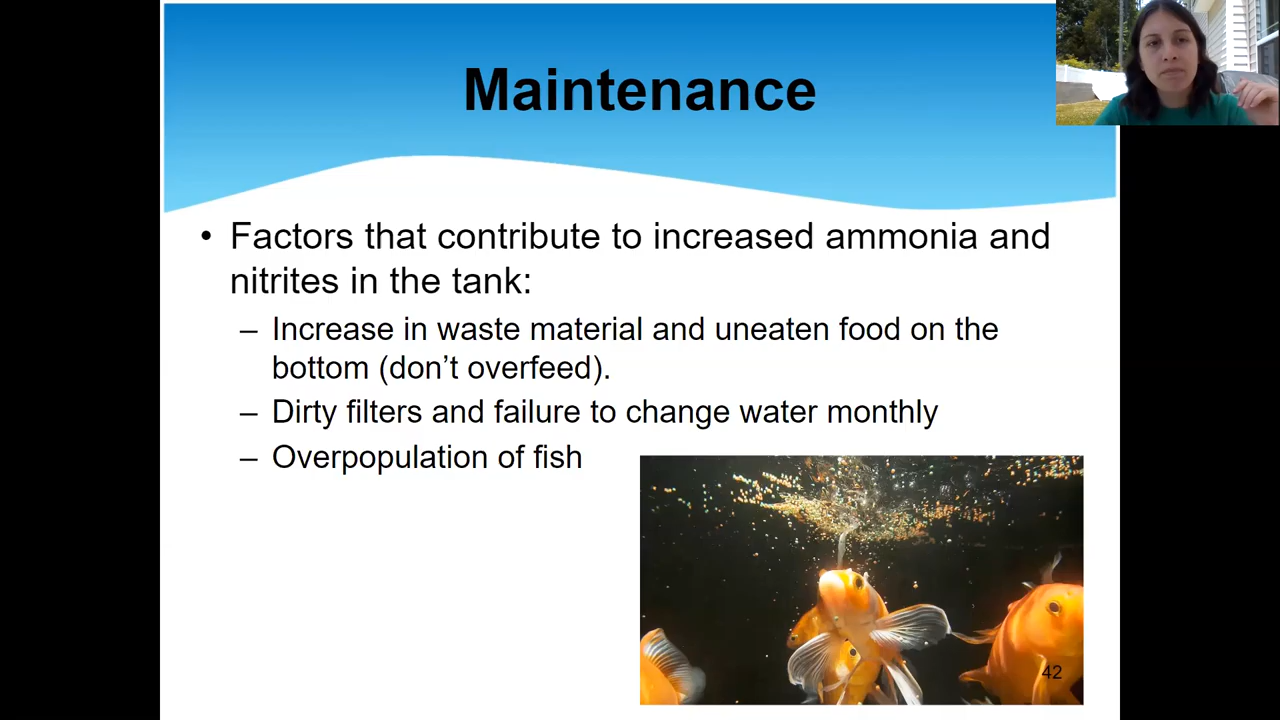 Maintenance
• Factors that contribute to increased ammonia and
nitrites in the tank:
– Increase in waste material and uneaten food on the
bottom (don’t overfeed).
– Dirty filters and failure to change water monthly
– Overpopulation of fish
42